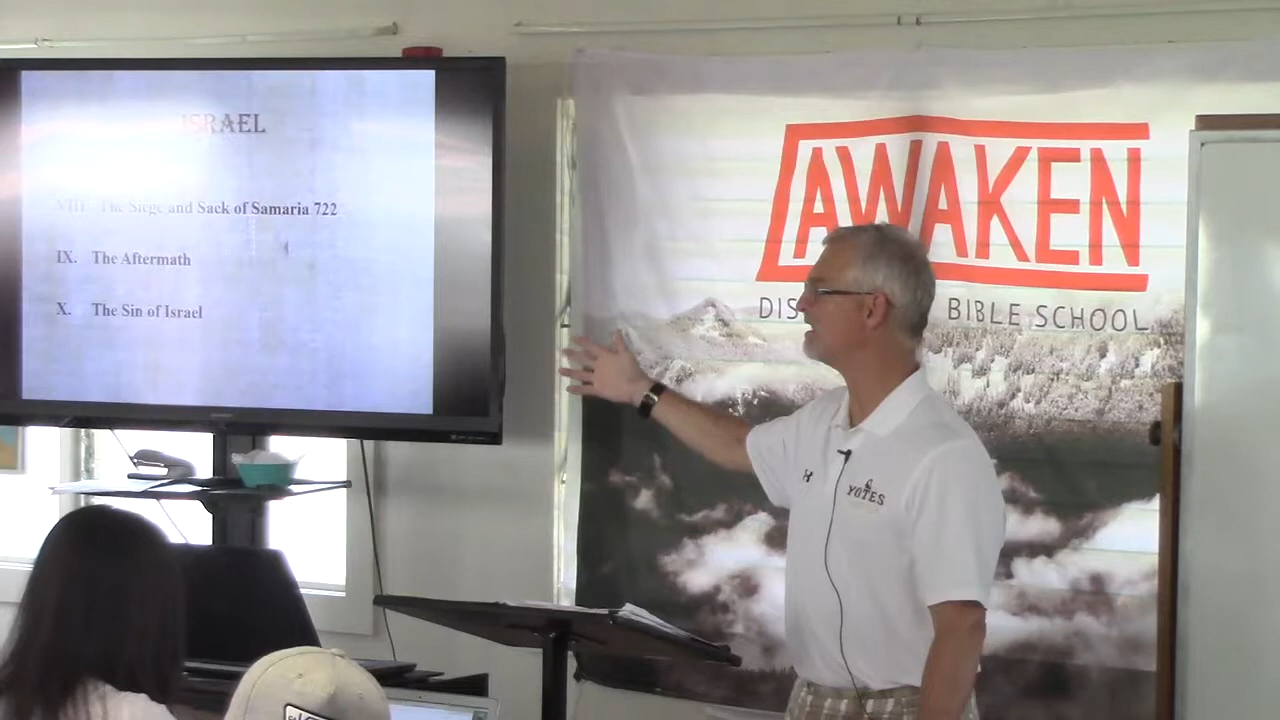 ISRAEL
VIII. The Siege and Sack of Samaria 722
IX. The Aftermath
X. The Sin of Israel
AWAKEN
DIS BIBLE SCHOOL
YOTES